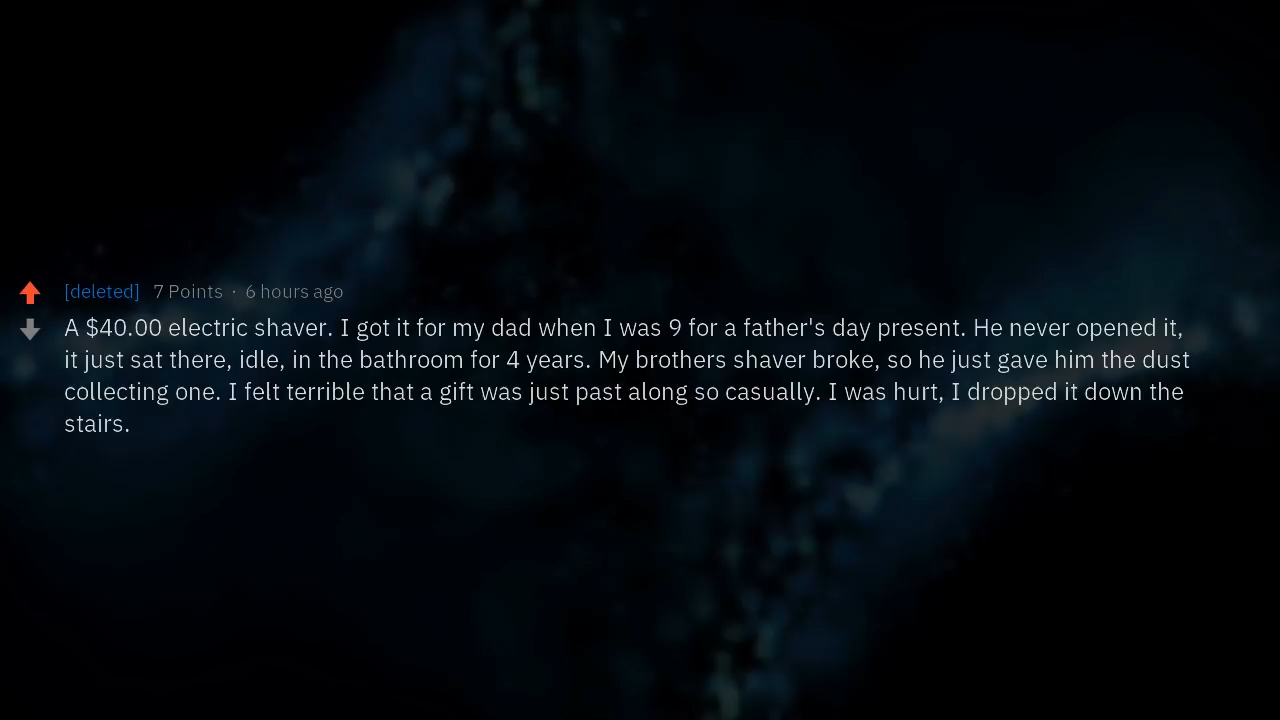 [deleted] 7 Points · 6 hours ago
A $40.00 electric shaver. I got it for my dad when I was 9 for a father's day present. He never opened it,
it just sat there, idle, in the bathroom for 4 years. My brothers shaver broke, so he just gave him the dust
collecting one. I felt terrible that a gift was just past along so casually. I was hurt, I dropped it down the
stairs.